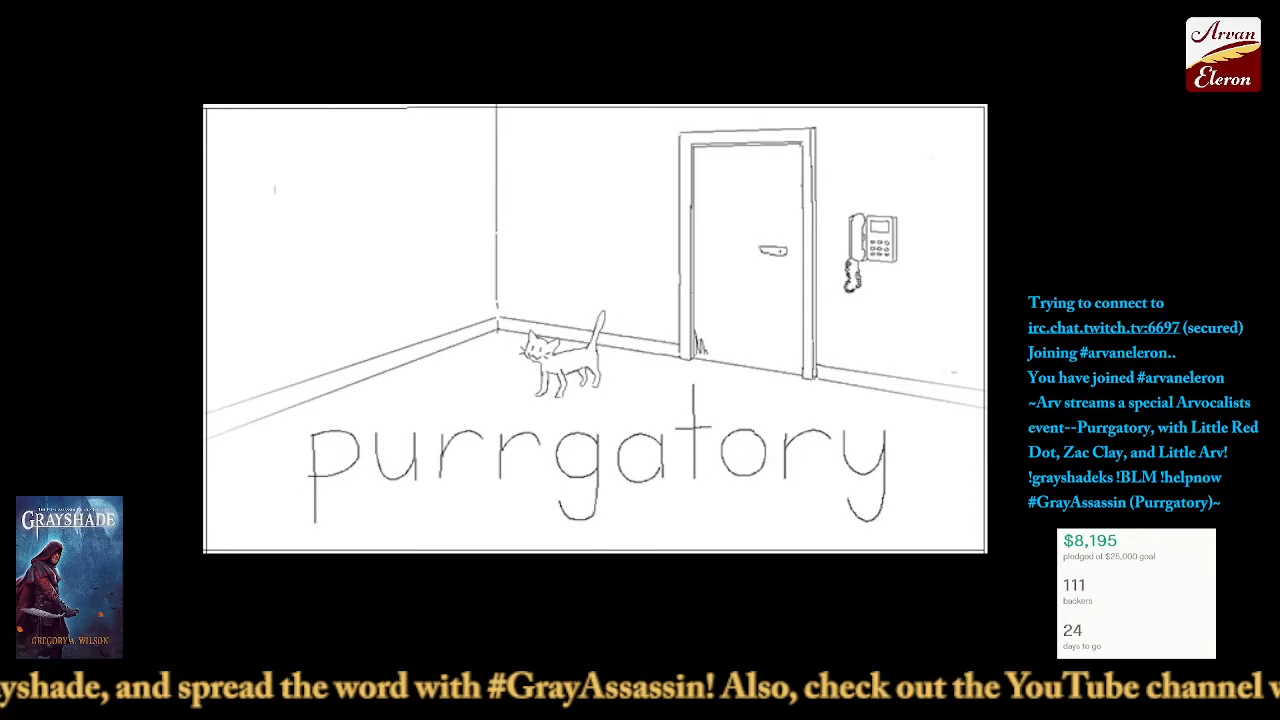 Arvan
Eleron
purrgatory
Trying to connect to
irc.chat.twitch.tv:6697 (secured)
Joining #arvaneleron..
You have joined #arvaneleron
~Arv streams a special Arvocalists
event--Purrgatory, with Little Red
Dot, Zac Clay, and Little Arv!
!grayshadeks !BLM !helpnow
#GrayAssassin (Purrgatory)~
GRAYSHADE
GREGORY A. WILSON
$8,195
pledged of $25,000 goal
111
backers
24
days to go
yshade, and spread the word with #GrayAssassin! Also, check out the YouTube channel